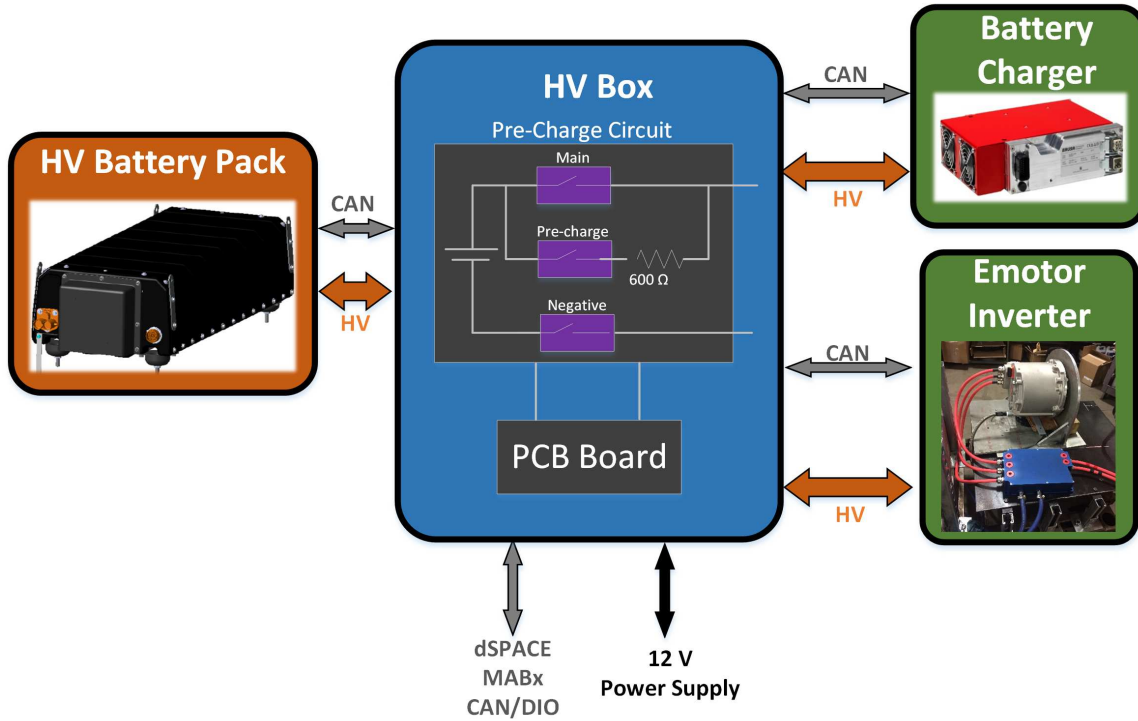 HV Battery Pack
CAN
HV
HV Box
Pre-Charge Circuit
Main
Pre-charge
600 Ω
Negative
PCB Board
CAN
HV
Battery
Charger
CAN
HV
Emotor
Inverter
dSPACE
MABx
CAN/DIO
12 V
Power Supply